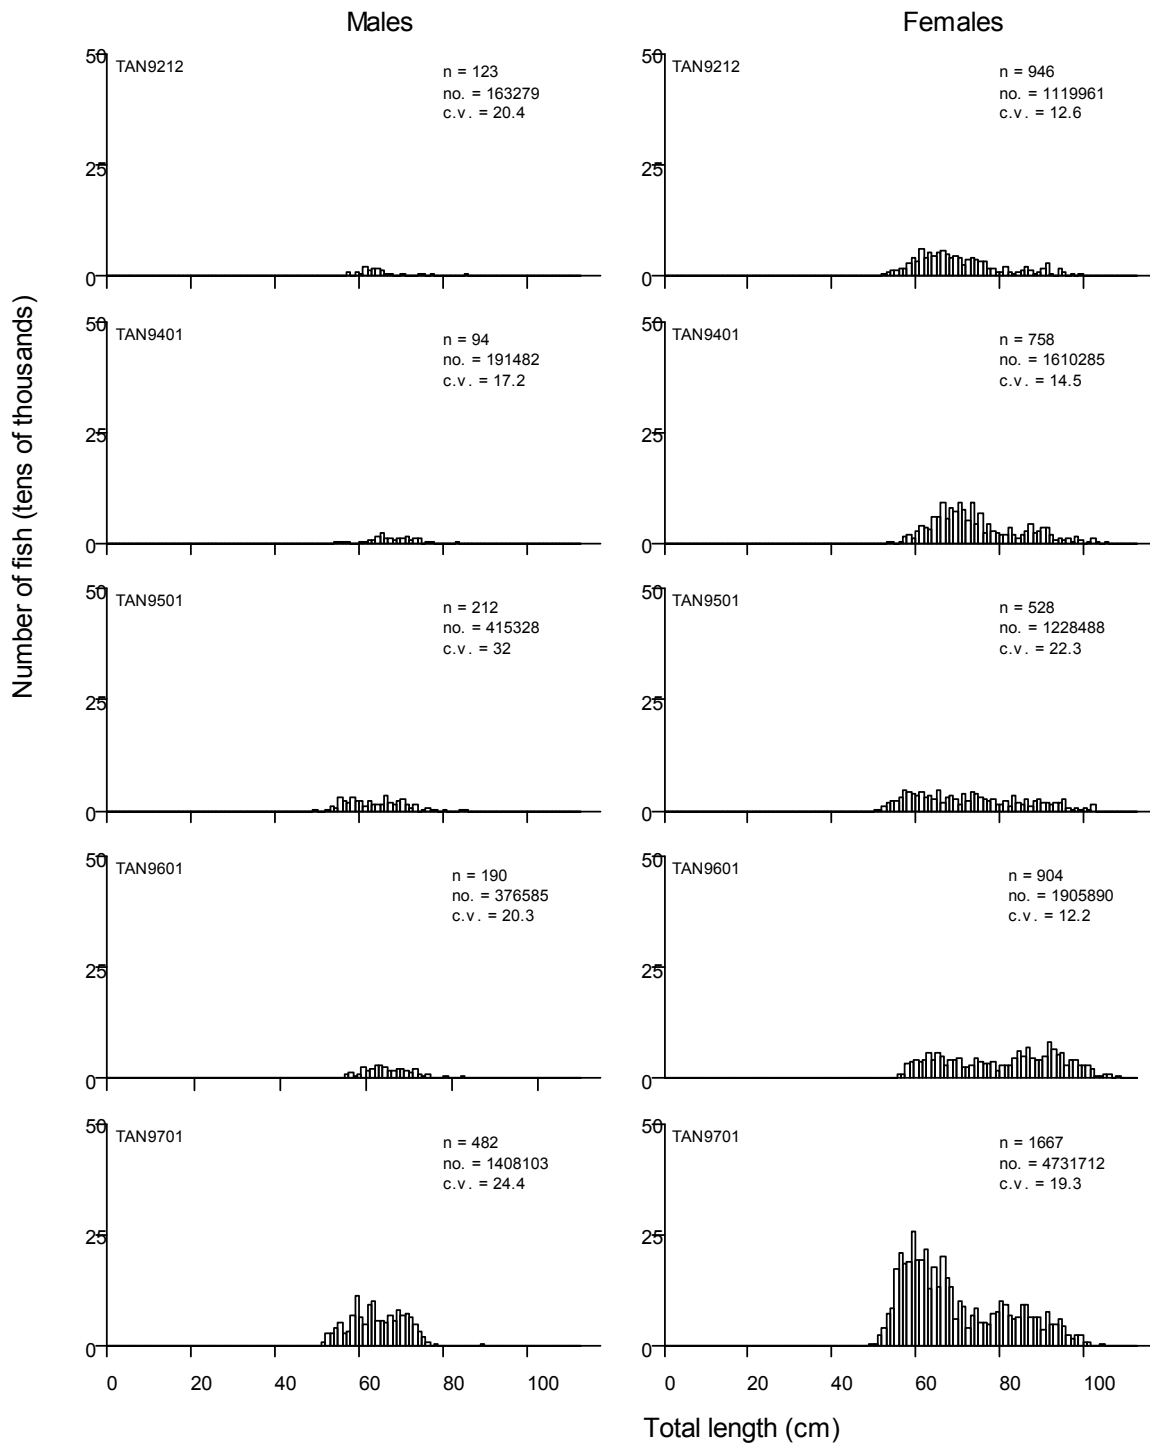 Males
Females
Number of fish (tens of thousands)
50
TAN9212
n = 123
no. = 163279
c.v. = 20.4
25
0
50
TAN9212
n = 946
no. = 1119961
c.v. = 12.6
25
0
50
TAN9401
n = 94
no. = 191482
c.v. = 17.2
25
0
50
TAN9401
n = 758
no. = 1610285
c.v. = 14.5
25
0
50
TAN9501
n = 212
no. = 415328
c.v. = 32
25
0
50
TAN9501
n = 528
no. = 1228488
c.v. = 22.3
25
0
50
TAN9601
n = 190
no. = 376585
c.v. = 20.3
25
0
50
TAN9601
n = 904
no. = 1905890
c.v. = 12.2
25
0
50
TAN9701
n = 482
no. = 1408103
c.v. = 24.4
25
0
0 20 40 60 80 100
50
TAN9701
n = 1667
no. = 4731712
c.v. = 19.3
25
0
0 20 40 60 80 100
Total length (cm)